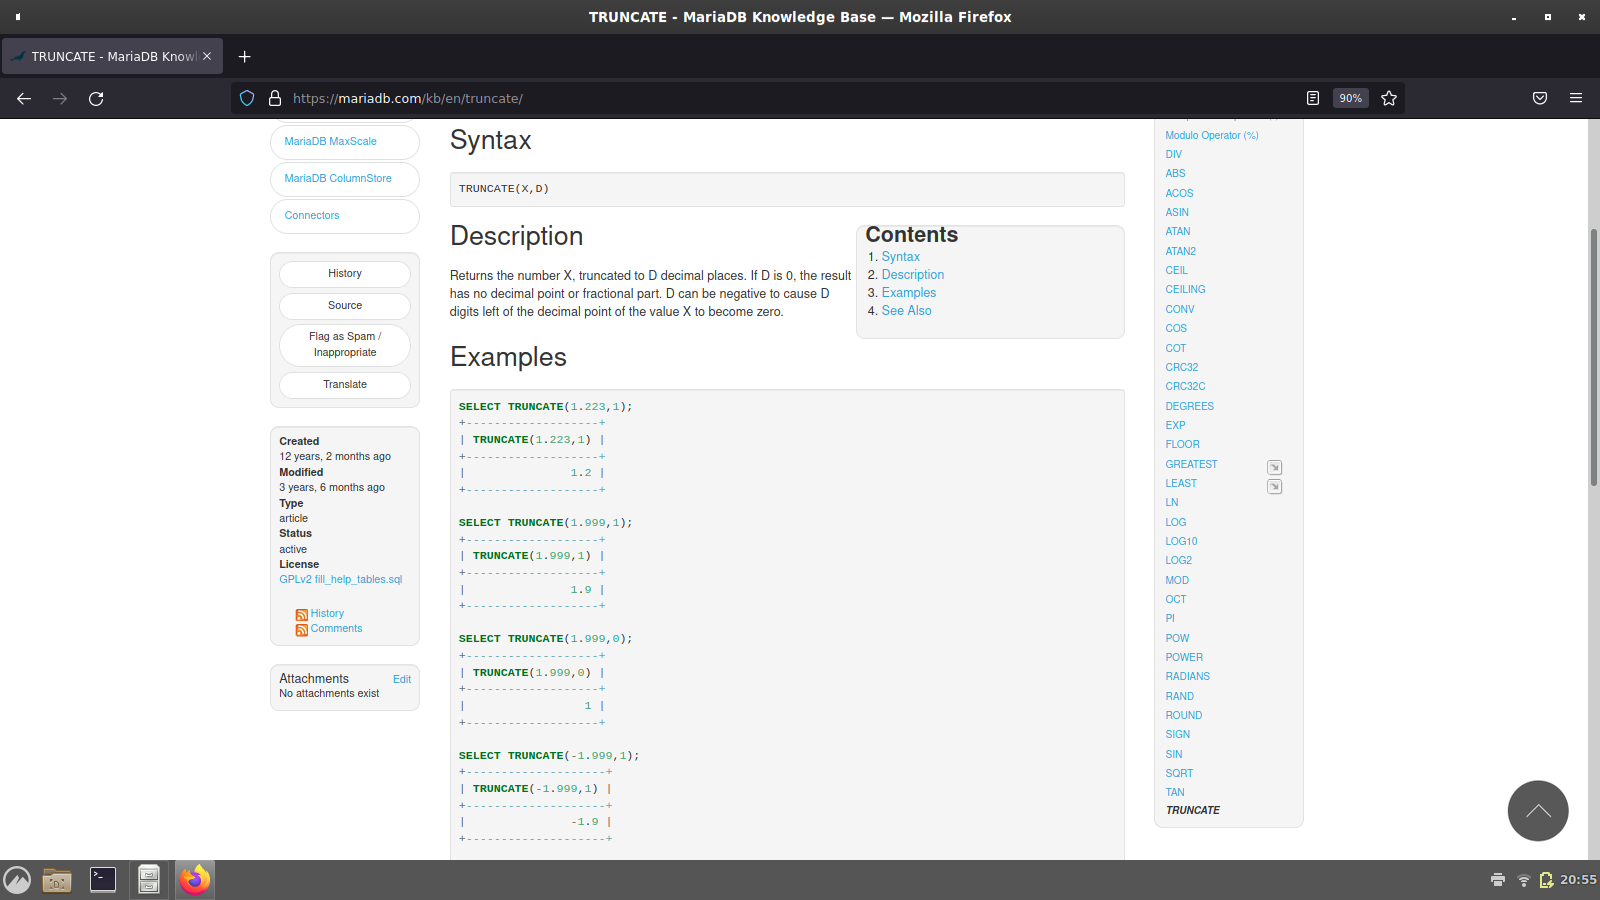 TRUNCATE - MariaDB Knowledge Base — Mozilla Firefox
TRUNCATE - MariaDB Knowl
https://mariadb.com/kb/en/truncate/
90%
MariaDB MaxScale
MariaDB ColumnStore
Connectors
History
Source
Flag as Spam /
Inappropriate
Translate
Created
12 years, 2 months ago
Modified
3 years, 6 months ago
Type
article
Status
active
License
GPLv2 fill_help_tables.sql
History
Comments
Attachments Edit
No attachments exist
Syntax
TRUNCATE(X,D)
Description
Returns the number X, truncated to D decimal places. If D is 0, the result
has no decimal point or fractional part. D can be negative to cause D
digits left of the decimal point of the value X to become zero.
Contents
1. Syntax
2. Description
3. Examples
4. See Also
Examples
SELECT TRUNCATE(1.223,1);
+-------------------+
| TRUNCATE(1.223,1) |
+-------------------+
|               1.2 |
+-------------------+
SELECT TRUNCATE(1.999,1);
+-------------------+
| TRUNCATE(1.999,1) |
+-------------------+
|               1.9 |
+-------------------+
SELECT TRUNCATE(1.999,0);
+-------------------+
| TRUNCATE(1.999,0) |
+-------------------+
|                 1 |
+-------------------+
SELECT TRUNCATE(-1.999,1);
+--------------------+
| TRUNCATE(-1.999,1) |
+--------------------+
|               -1.9 |
+--------------------+
Modulo Operator (%)
DIV
ABS
ACOS
ASIN
ATAN
ATAN2
CEIL
CEILING
CONV
COS
COT
CRC32
CRC32C
DEGREES
EXP
FLOOR
GREATEST
LEAST
LN
LOG
LOG10
LOG2
MOD
OCT
PI
POW
POWER
RADIANS
RAND
ROUND
SIGN
SIN
SQRT
TAN
TRUNCATE
20:55